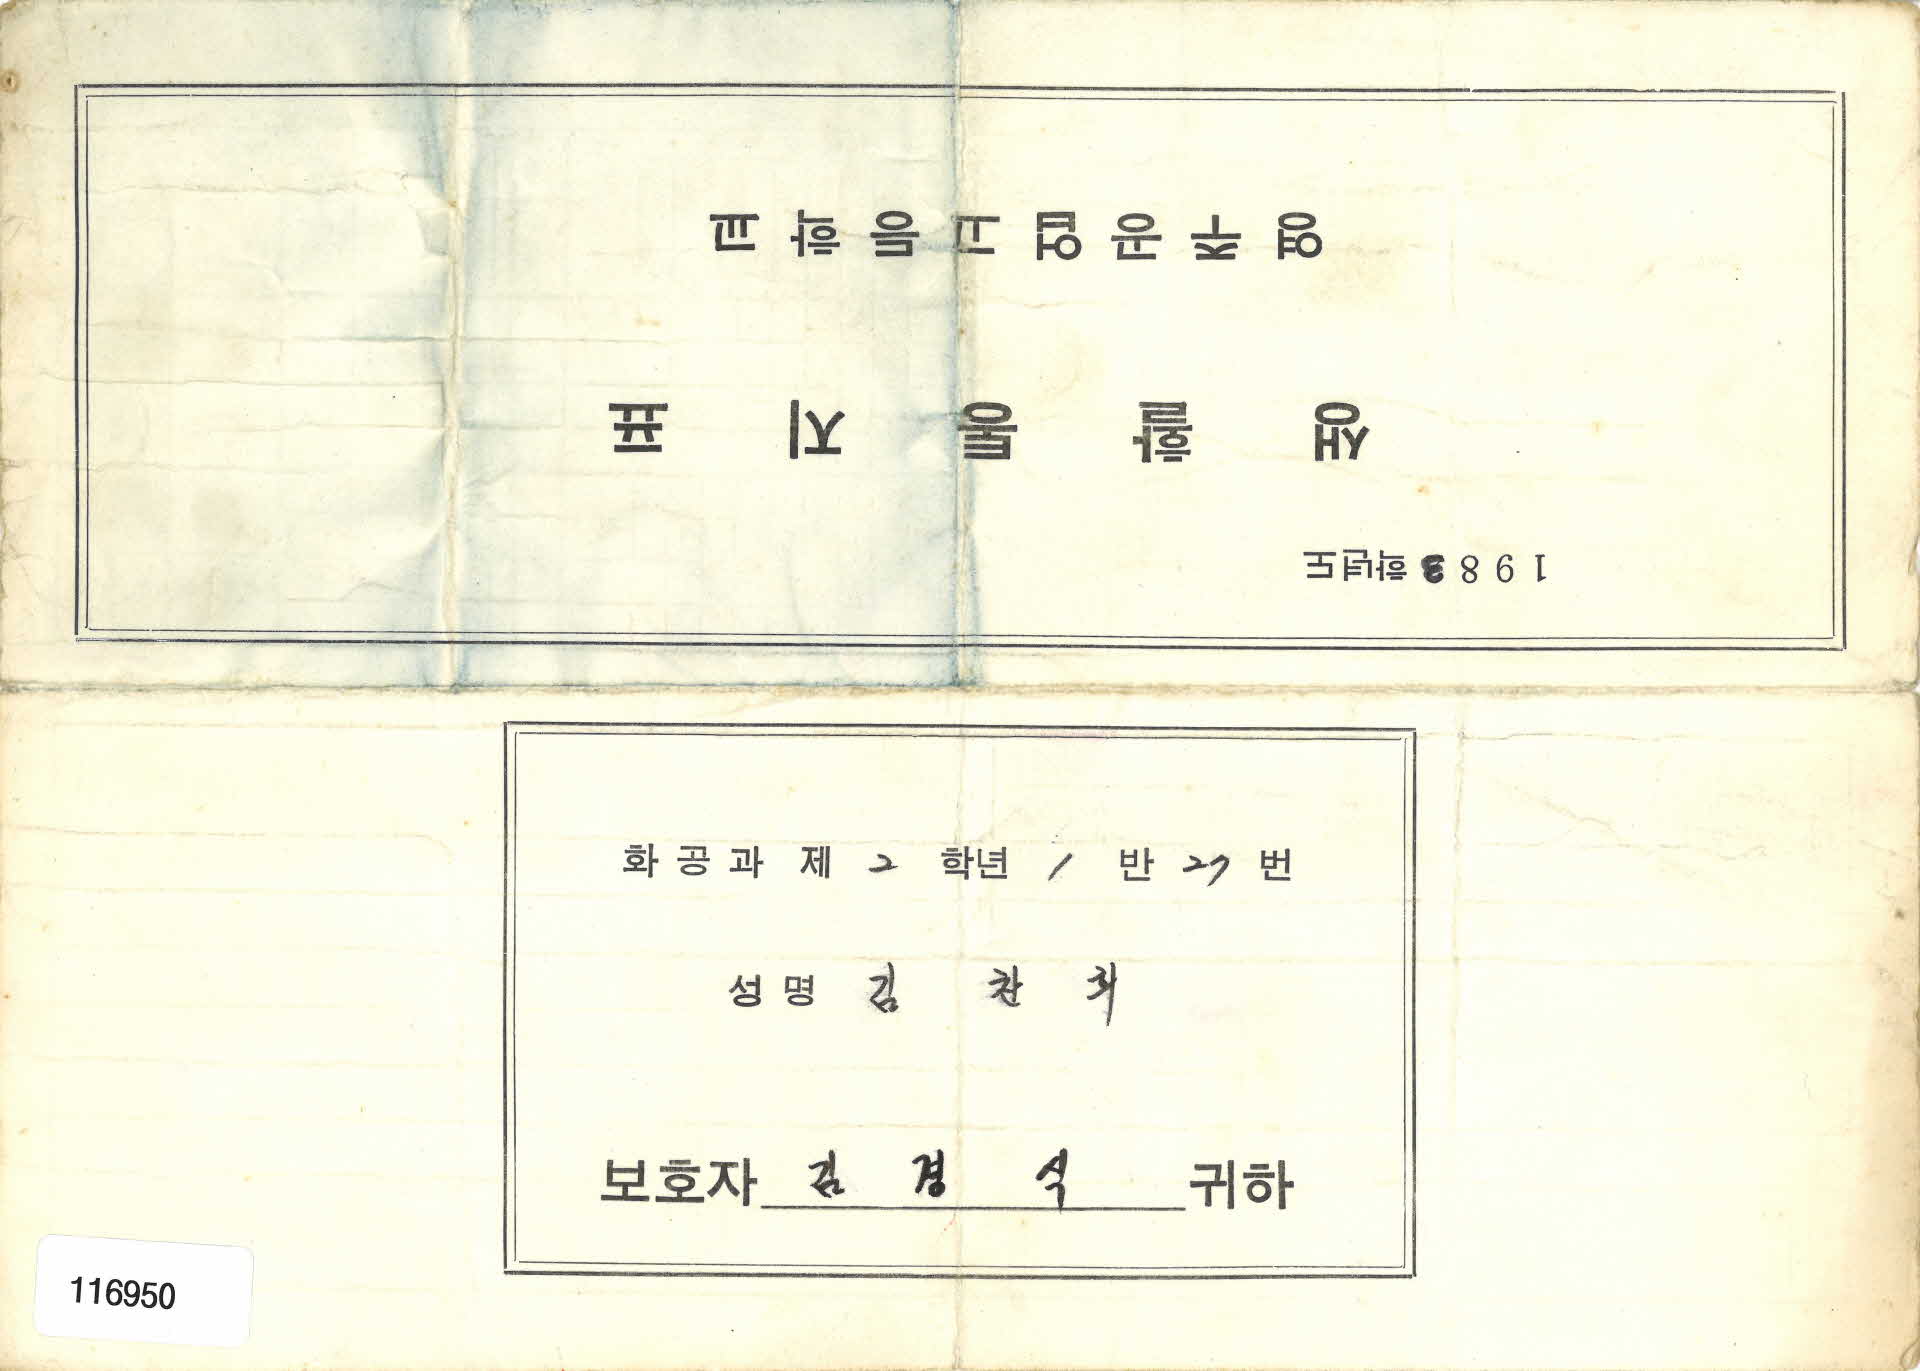 1983학년도
생활통지표
영주공업고등학교
화공과 제 2 학년 1 반 27 번
성명 김 찬 희
보호자 김 경 식 귀하
116950